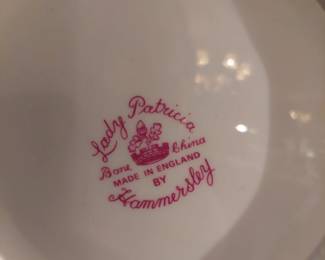 Lady Patricia
Bone China
MADE IN ENGLAND
BY
Hammersley